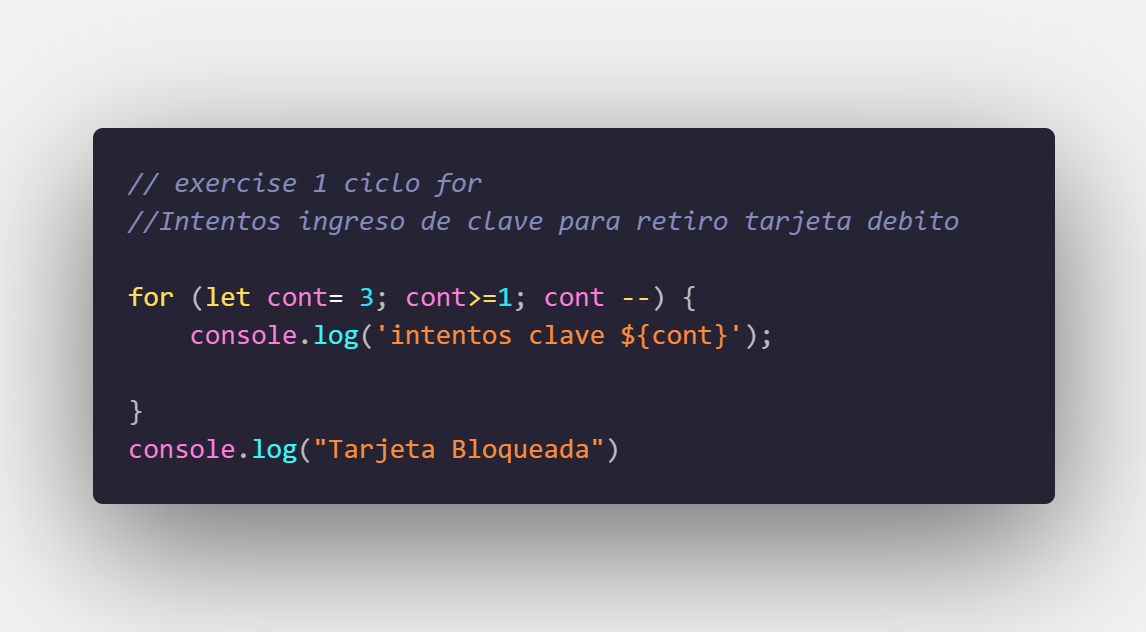 // exercise 1 ciclo for
//Intentos ingreso de clave para retiro tarjeta debito
for (let cont= 3; cont>=1; cont --) {
    console.log('intentos clave ${cont}');
}
console.log("Tarjeta Bloqueada")